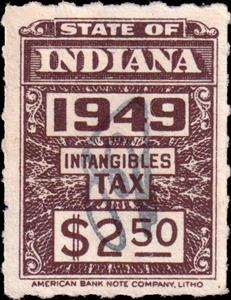 STATE OF
INDIANA
1949
INTANGIBLES
TAX
$2.50
AMERICAN BANK NOTE COMPANY, LITHO